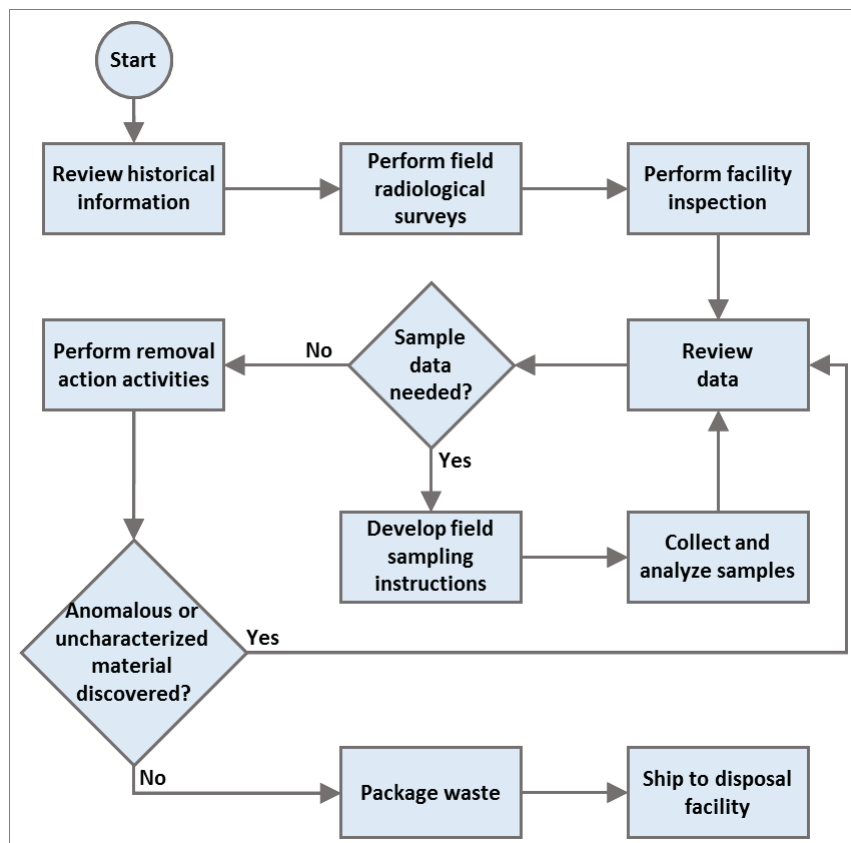 Start
Review historical
information
Perform field
radiological
surveys
Perform facility
inspection
Perform removal
action activities
No
Sample
data
needed?
Review
data
Yes
Develop field
sampling
instructions
Collect and
analyze samples
Anomalous or
uncharacterized
material
discovered?
Yes
No
Package waste
Ship to disposal
facility